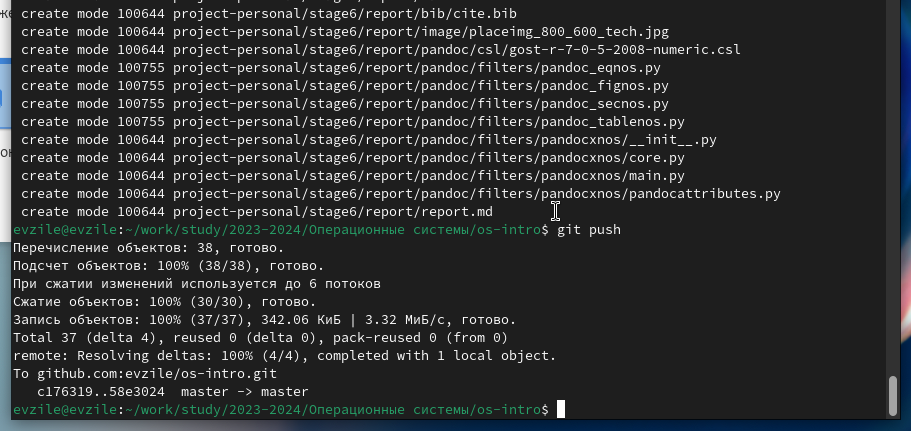 create mode 100644 project-personal/stage6/report/bib/cite.bib
create mode 100644 project-personal/stage6/report/image/placeimg_800_600_tech.jpg
create mode 100644 project-personal/stage6/report/pandoc/csl/gost-r-7-0-5-2008-numeric.csl
create mode 100755 project-personal/stage6/report/pandoc/filters/pandoc_eqnos.py
create mode 100755 project-personal/stage6/report/pandoc/filters/pandoc_fignos.py
create mode 100755 project-personal/stage6/report/pandoc/filters/pandoc_secnos.py
create mode 100755 project-personal/stage6/report/pandoc/filters/pandoc_tablenos.py
create mode 100644 project-personal/stage6/report/pandoc/filters/pandocxnos/__init__.py
create mode 100644 project-personal/stage6/report/pandoc/filters/pandocxnos/core.py
create mode 100644 project-personal/stage6/report/pandoc/filters/pandocxnos/main.py
create mode 100644 project-personal/stage6/report/pandoc/filters/pandocxnos/pandocattributes.py
create mode 100644 project-personal/stage6/report/report.md
evzile@evzile:~/work/study/2023-2024/Операционные системы/os-intro$ git push
Перечисление объектов: 38, готово.
Подсчет объектов: 100% (38/38), готово.
При сжатии изменений используется до 6 потоков
Сжатие объектов: 100% (30/30), готово.
Запись объектов: 100% (37/37), 342.06 КиБ | 3.32 МиБ/с, готово.
Total 37 (delta 4), reused 0 (delta 0), pack-reused 0 (from 0)
remote: Resolving deltas: 100% (4/4), completed with 1 local object.
To github.com:evzile/os-intro.git
c176319..58e3024 master -> master
evzile@evzile:~/work/study/2023-2024/Операционные системы/os-intro$